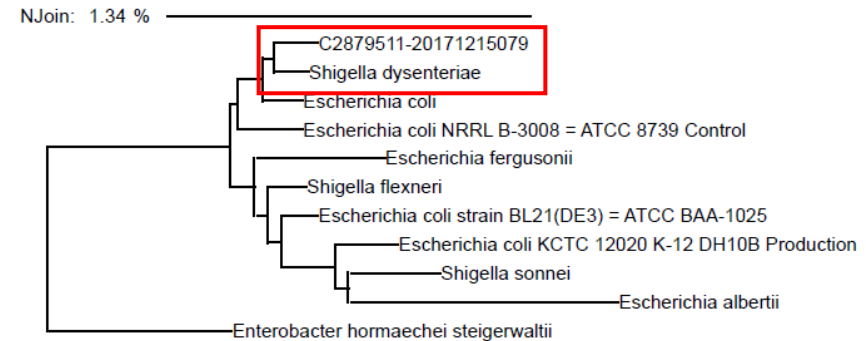 NJoin: 1.34 %
C2879511-20171215079
Shigella dysenteriae
Escherichia coli
Escherichia coli NRRL B-3008 = ATCC 8739 Control
Escherichia fergusonii
Shigella flexneri
Escherichia coli strain BL21(DE3) = ATCC BAA-1025
Escherichia coli KCTC 12020 K-12 DH10B Production
Shigella sonnei
Escherichia albertii
Enterobacter hormaechei steigerwaltii